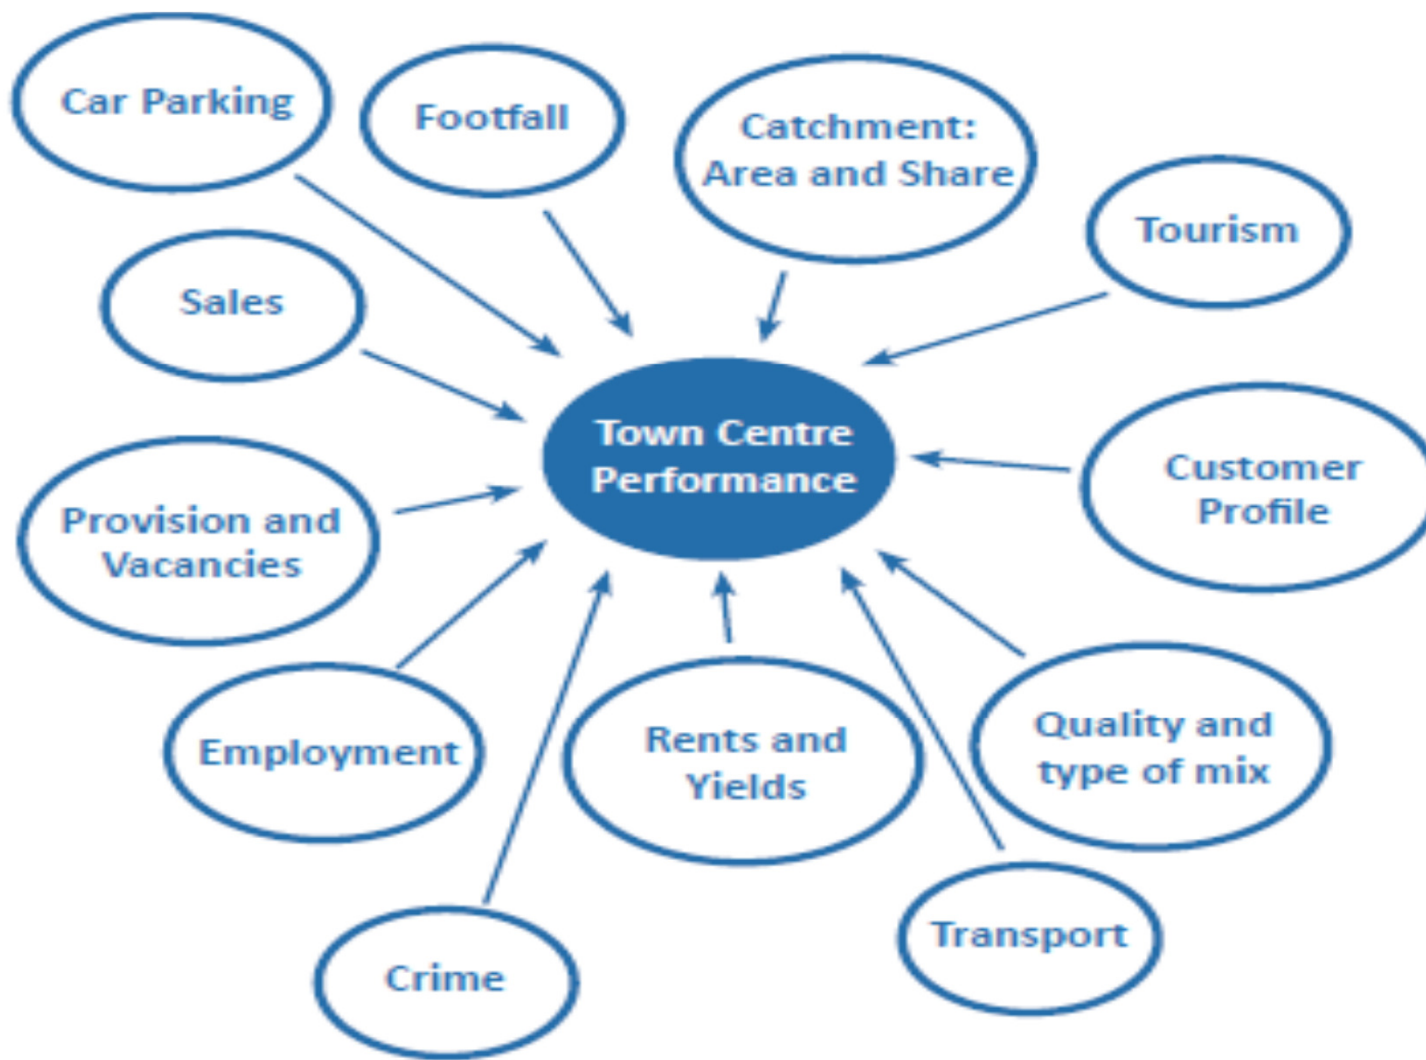 Car Parking
Footfall
Catchment:
Area and Share
Tourism
Sales
Town Centre
Performance
Customer
Profile
Provision and
Vacancies
Employment
Rents and
Yields
Quality and
type of mix
Crime
Transport